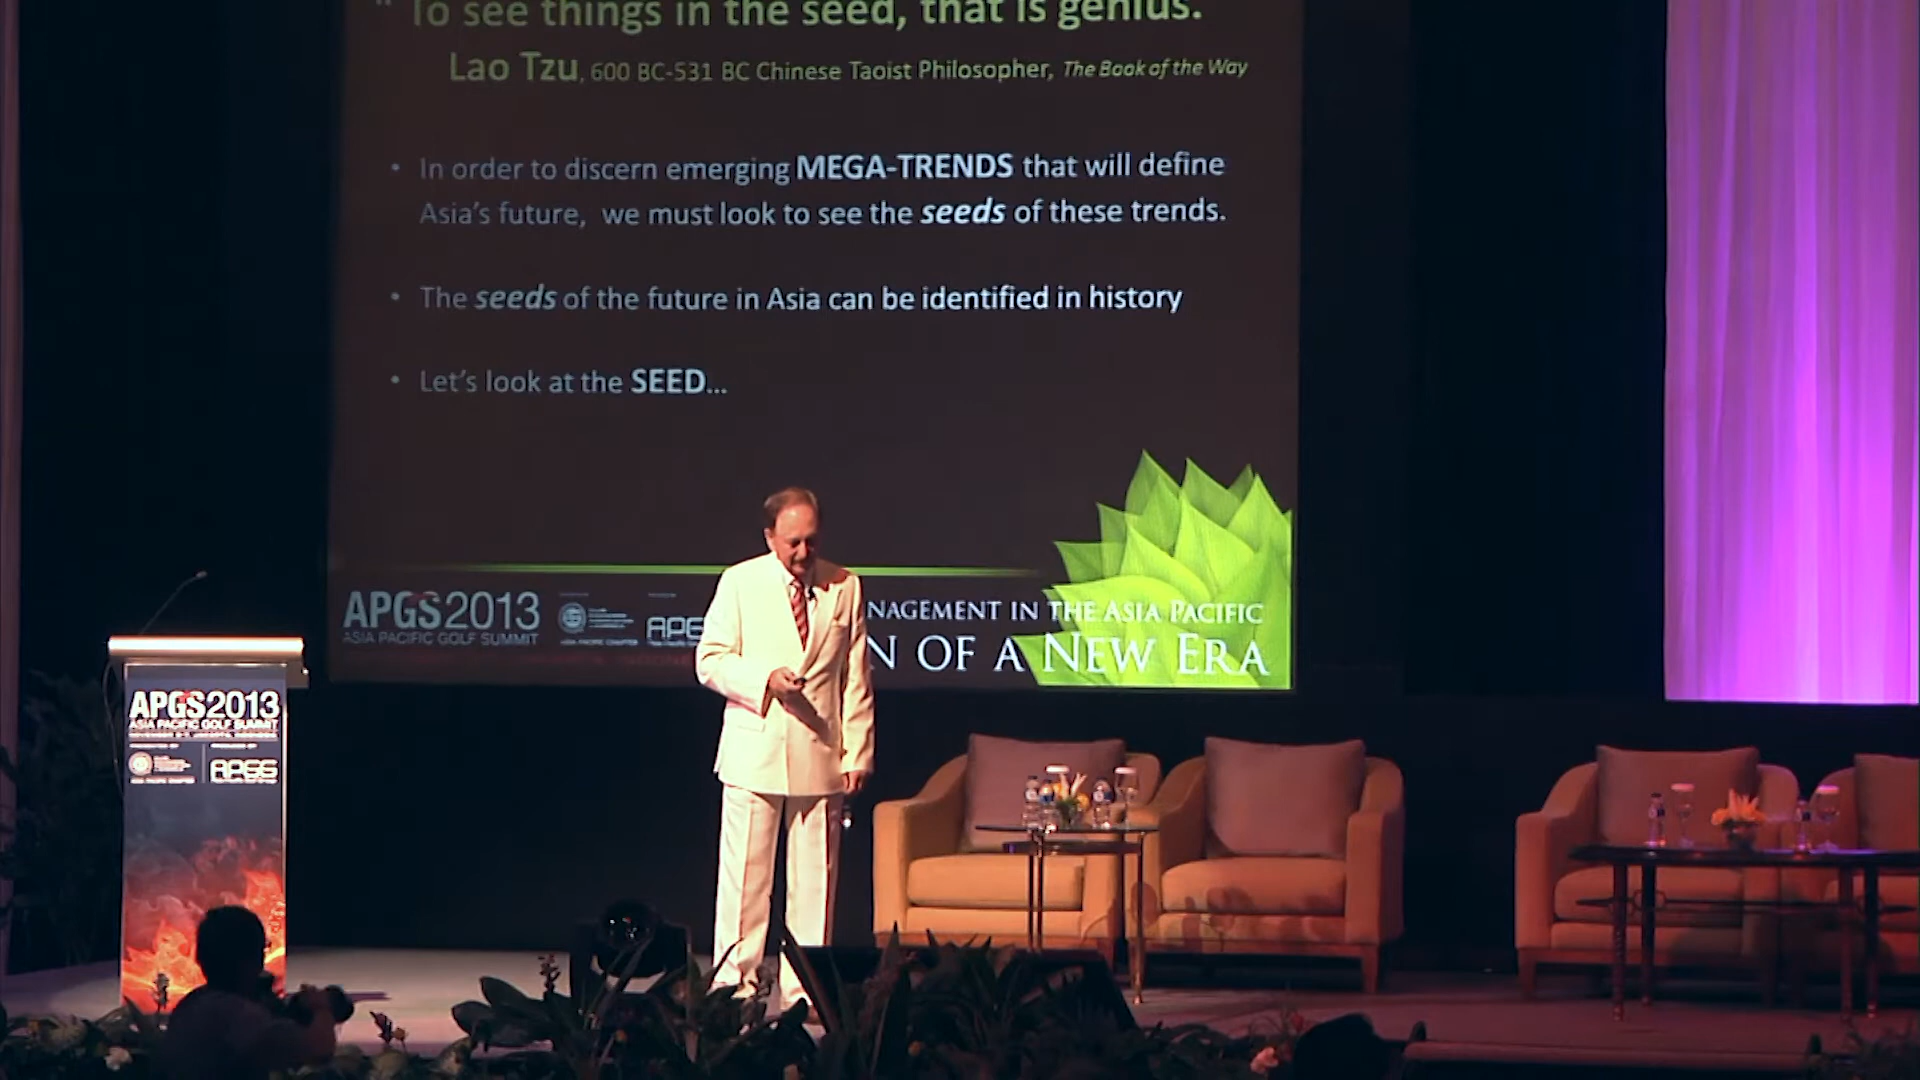 " To see things in the seed, that is genius.
Lao Tzu, 600 BC-531 BC Chinese Taoist Philosopher, The Book of the Way
• In order to discern emerging MEGA-TRENDS that will define
Asia's future, we must look to see the seeds of these trends.
• The seeds of the future in Asia can be identified in history
• Let's look at the SEED...
APGS2013
ASIA PACIFIC GOLF SUMMIT
APGS
NAGEMENT IN THE ASIA PACIFIC
N OF A NEW ERA
APGS2013
ASIA PACIFIC GOLF SUMMIT
APGS